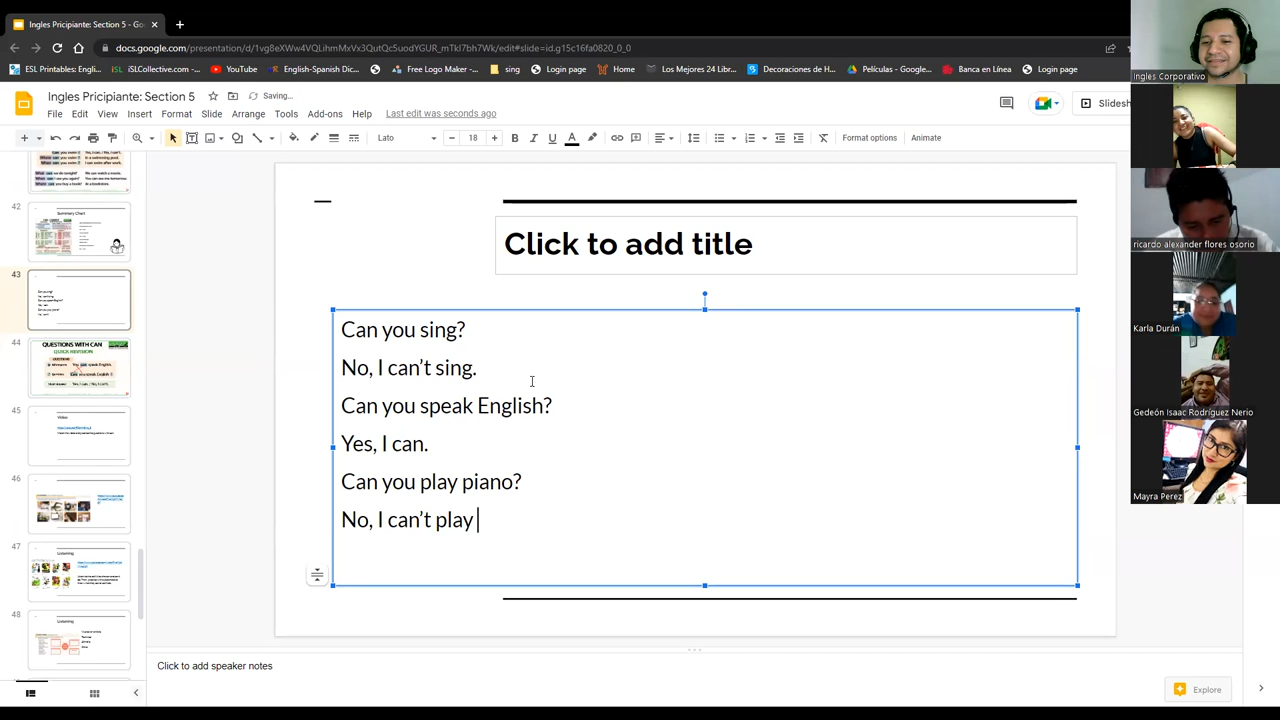 Ingles Pricipiante: Section 5 - Go
docs.google.com/presentation/d/1vg8eXWw4VQLihmMxVx3QutQc5uodYGUR_mTkI7bh7Wk/edit#slide=id.g15c16fa0820_0_0
ESL Printables: Engli... iSLCollective.com -... YouTube English-Spanish Dic... Free Logo Maker -... sing Login page Home Los Mejores 24 Libr... Decoraciones de H... Películas - Google... Banca en Línea Login page
Ingles Pricipiante: Section 5 Saving...
File Edit View Insert Format Slide Arrange Tools Add-ons Help Last edit was seconds ago
Slidesh
Lato 18 Format options Animate
42
Summary Chart
43
44
QUESTIONS WITH CAN
QUICK REVISION
45
Video
46
47
Listening
48
Listening
Click to add title
Can you sing?
No, I can’t sing.
Can you speak English?
Yes, I can.
Can you play piano?
No, I can’t play
Click to add speaker notes
Explore
Ingles Corporativo
ricardo alexander flores osorio
Karla Durán
Gedeón Isaac Rodríguez Nerio
Mayra Perez